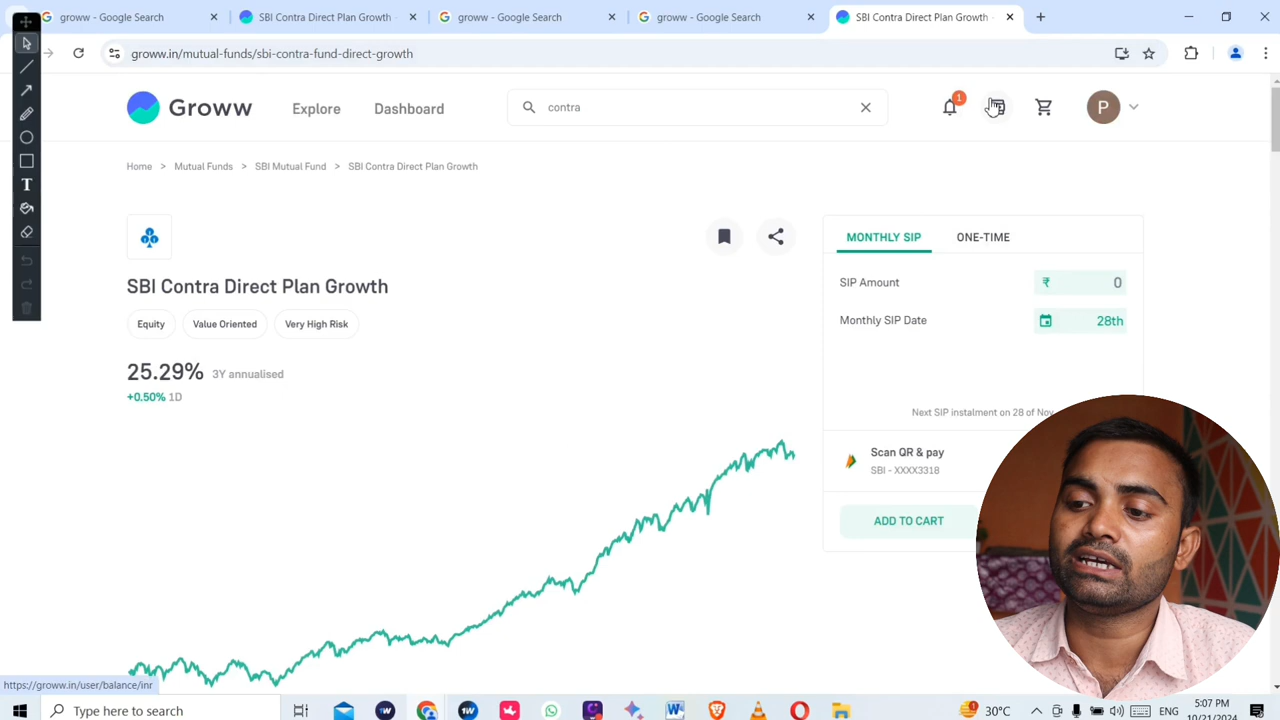 groww - Google Search
SBI Contra Direct Plan Growth
groww - Google Search
groww - Google Search
SBI Contra Direct Plan Growth -
groww.in/mutual-funds/sbi-contra-fund-direct-growth
Groww
Explore
Dashboard
contra
1
P
Home > Mutual Funds > SBI Mutual Fund > SBI Contra Direct Plan Growth
T
SBI Contra Direct Plan Growth
Equity
Value Oriented
Very High Risk
25.29% 3Y annualised
+0.50% 1D
MONTHLY SIP
ONE-TIME
SIP Amount
₹ 0
Monthly SIP Date
28th
Next SIP instalment on 28 of Nov
Scan QR & pay
SBI - XXXX3318
ADD TO CART
https://groww.in/user/balance/inr
Type here to search
W
1
30°C
ENG
5:07 PM
10/21/2024